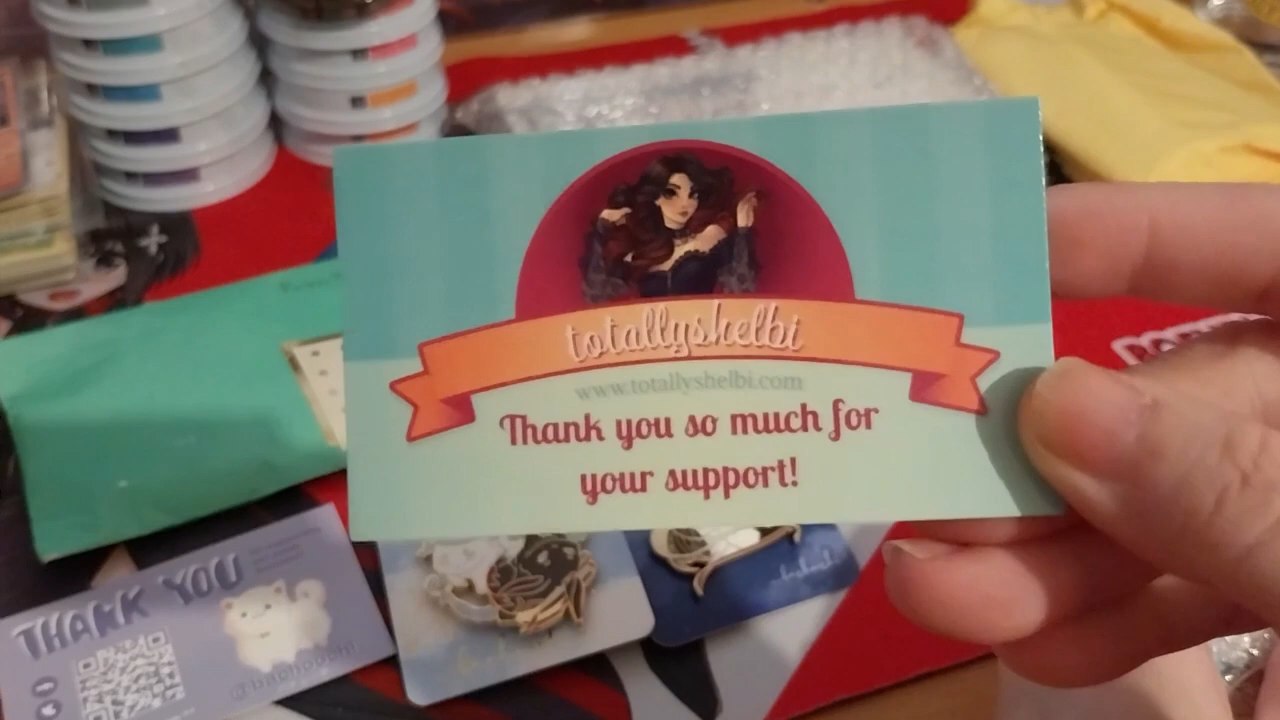 totallyshelbi
www.totallyshelbi.com
Thank you so much for
your support!
THANK YOU